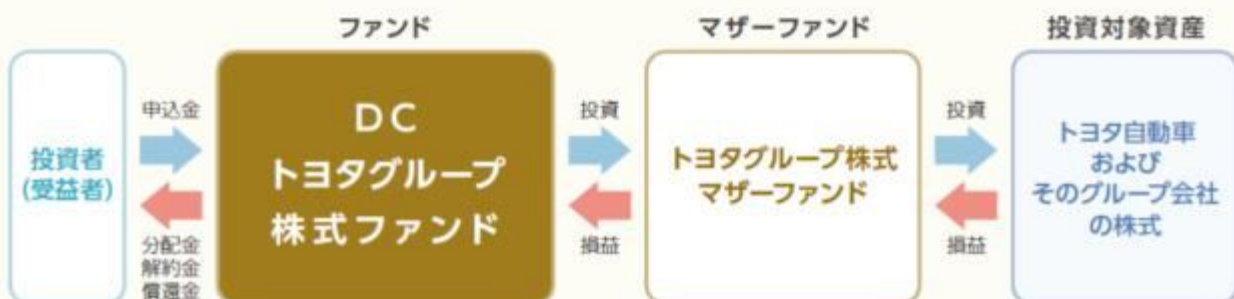 ファンド
マザーファンド
投資対象資産
投資者
(受益者)
申込金
分配金
解約金
償還金
DC
トヨタグループ
株式ファンド
投資
損益
トヨタグループ株式
マザーファンド
投資
損益
トヨタ自動車
および
そのグループ会社
の株式